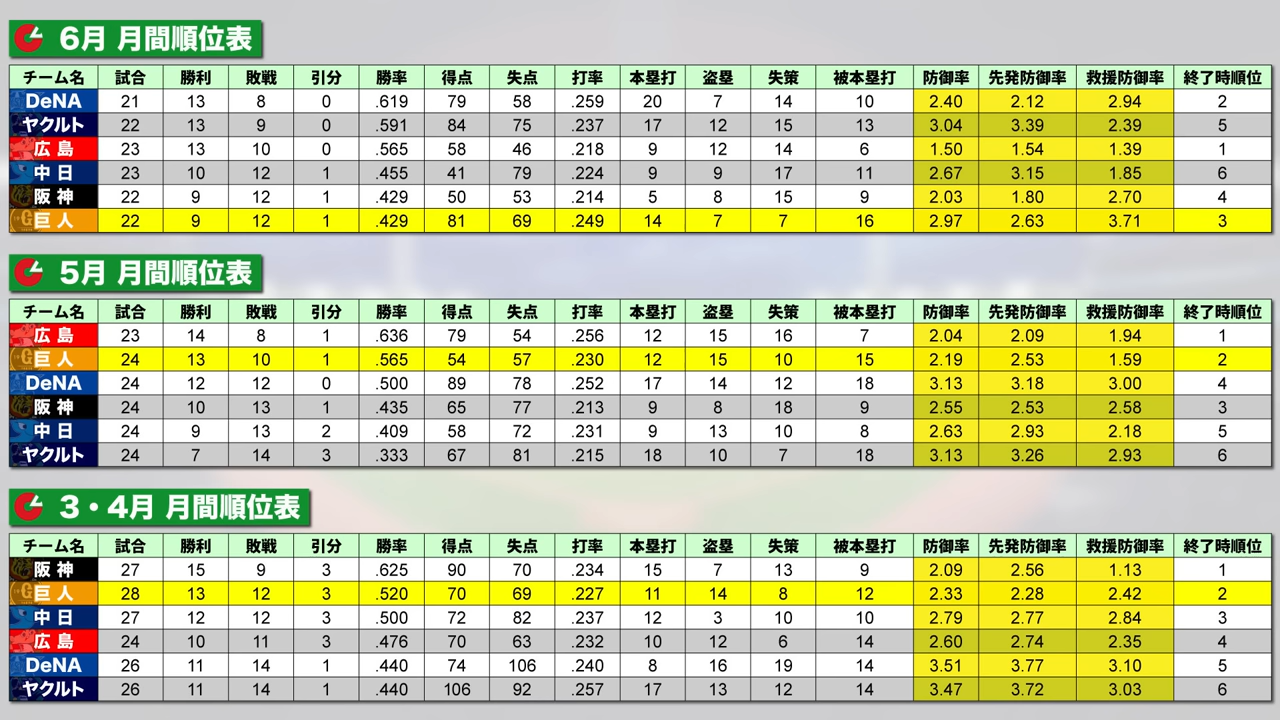 6月 月間順位表
チーム名 試合 勝利 敗戦 引分 勝率 得点 失点 打率 本塁打 盗塁 失策 被本塁打 防御率 先発防御率 救援防御率 終了時順位
DeNA 21 13 8 0 .619 79 58 .259 20 7 14 10 2.40 2.12 2.94 2
ヤクルト 22 13 9 0 .591 84 75 .237 17 12 15 13 3.04 3.39 2.39 5
広島 23 13 10 0 .565 58 46 .218 9 12 14 6 1.50 1.54 1.39 1
中日 23 10 12 1 .455 41 79 .224 5 9 17 11 2.67 3.15 1.85 6
阪神 22 9 12 1 .429 50 53 .214 5 8 15 9 2.03 1.80 2.70 4
巨人 22 9 12 1 .429 81 69 .249 14 7 7 16 2.97 2.63 3.71 3
5月 月間順位表
チーム名 試合 勝利 敗戦 引分 勝率 得点 失点 打率 本塁打 盗塁 失策 被本塁打 防御率 先発防御率 救援防御率 終了時順位
広島 23 14 8 1 .636 79 54 .256 12 15 16 7 2.04 2.09 1.94 1
巨人 24 13 10 1 .565 54 57 .230 12 15 10 15 2.19 2.53 1.59 2
DeNA 24 12 12 0 .500 89 78 .252 17 14 12 18 3.13 3.18 3.00 4
阪神 24 10 13 1 .435 65 77 .213 9 8 18 9 2.55 2.53 2.58 3
中日 24 9 13 2 .409 58 72 .231 9 13 10 8 2.63 2.93 2.18 5
ヤクルト 24 7 14 3 .333 67 81 .215 18 10 7 18 3.13 3.26 2.93 6
3・4月 月間順位表
チーム名 試合 勝利 敗戦 引分 勝率 得点 失点 打率 本塁打 盗塁 失策 被本塁打 防御率 先発防御率 救援防御率 終了時順位
阪神 27 15 9 3 .625 90 70 .234 15 7 13 9 2.09 2.56 1.13 1
巨人 28 13 12 3 .520 70 69 .227 11 14 8 12 2.33 2.28 2.42 2
中日 27 12 12 3 .500 72 82 .237 12 3 10 10 2.79 2.77 2.84 3
広島 24 10 11 3 .476 70 63 .232 10 12 6 14 2.60 2.74 2.35 4
DeNA 26 11 14 1 .440 74 106 .240 8 16 19 14 3.51 3.77 3.10 5
ヤクルト 26 11 14 1 .440 106 92 .257 17 13 12 14 3.47 3.72 3.03 6